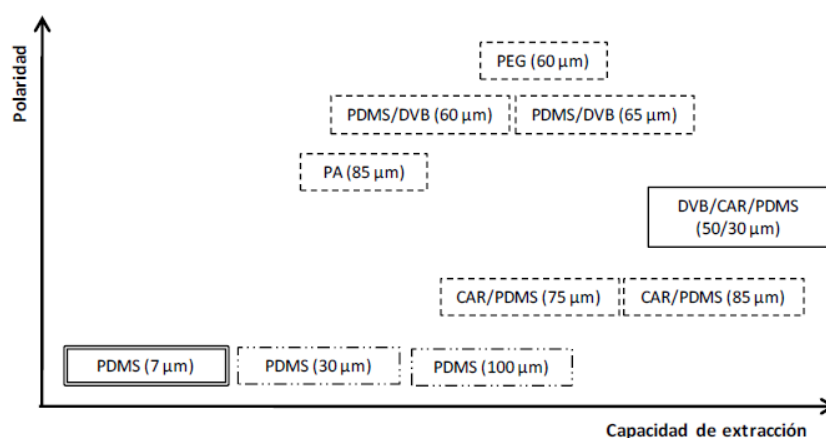 Polaridad
PEG (60 μm)
PDMS/DVB (60 μm)
PDMS/DVB (65 μm)
PA (85 μm)
DVB/CAR/PDMS
(50/30 μm)
CAR/PDMS (75 μm)
CAR/PDMS (85 μm)
PDMS (7 μm)
PDMS (30 μm)
PDMS (100 μm)
Capacidad de extracción